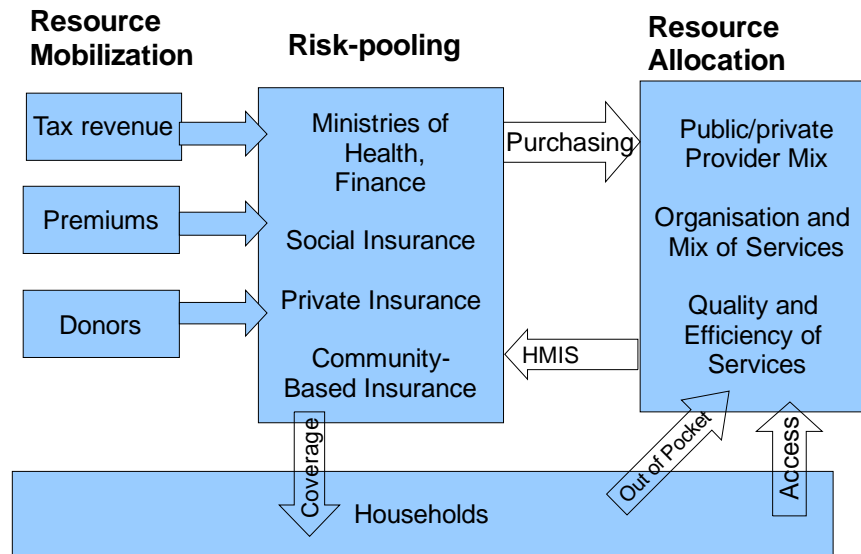 Resource
Mobilization
Risk-pooling
Resource
Allocation
Tax revenue
Premiums
Donors
Ministries of
Health,
Finance
Social Insurance
Private Insurance
Community-
Based Insurance
Purchasing
HMIS
Public/private
Provider Mix
Organisation and
Mix of Services
Quality and
Efficiency of
Services
Coverage
Out of Pocket
Access
Households